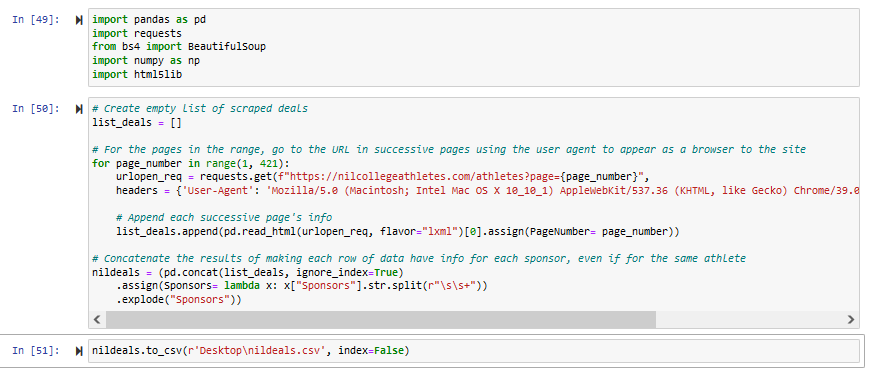 In [49]:
import pandas as pd
import requests
from bs4 import BeautifulSoup
import numpy as np
import html5lib
In [50]:
# Create empty list of scraped deals
list_deals = []
# For the pages in the range, go to the URL in successive pages using the user agent to appear as a browser to the site
for page_number in range(1, 421):
urlopen_req = requests.get(f"https://nilcollegeathletes.com/athletes?page={page_number}",
headers = {'User-Agent': 'Mozilla/5.0 (Macintosh; Intel Mac OS X 10_10_1) AppleWebKit/537.36 (KHTML, like Gecko) Chrome/39.0
# Append each successive page's info
list_deals.append(pd.read_html(urlopen_req, flavor="lxml")[0].assign(PageNumber= page_number))
# Concatenate the results of making each row of data have info for each sponsor, even if for the same athlete
nildeals = (pd.concat(list_deals, ignore_index=True)
.assign(Sponsors= lambda x: x["Sponsors"].str.split(r"\s\s+"))
.explode("Sponsors"))
In [51]:
nildeals.to_csv(r'Desktop\nildeals.csv', index=False)